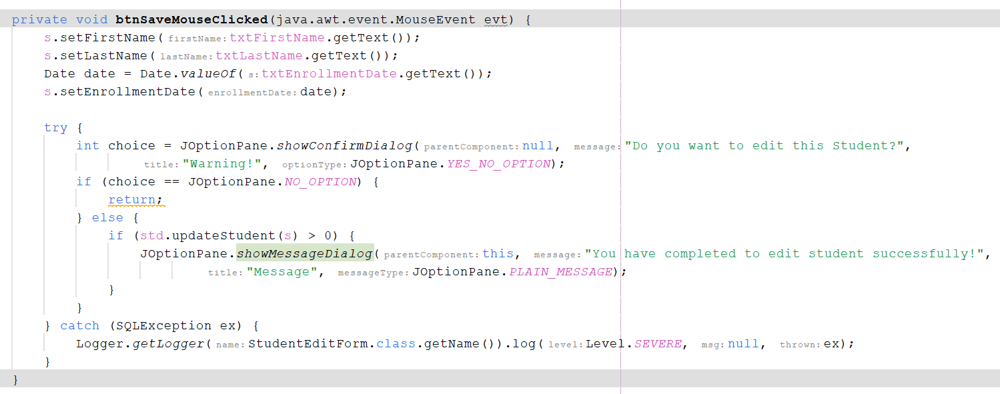 private void btnSaveMouseClicked(java.awt.event.MouseEvent evt) {
s.setFirstName(firstName:txtFirstName.getText());
s.setLastName(lastName:txtLastName.getText());
Date date = Date.valueOf(s:txtEnrollmentDate.getText());
s.setEnrollmentDate(enrollmentDate:date);
try {
int choice = JOptionPane.showConfirmDialog(parentComponent:null, message:"Do you want to edit this Student?",
title:"Warning!", optionType:JOptionPane.YES_NO_OPTION);
if (choice == JOptionPane.NO_OPTION) {
return;
} else {
if (std.updateStudent(s) > 0) {
JOptionPane.showMessageDialog(parentComponent:this, message:"You have completed to edit student successfully!",
title:"Message", messageType:JOptionPane.PLAIN_MESSAGE);
}
}
} catch (SQLException ex) {
Logger.getLogger(name:StudentEditForm.class.getName()).log(level:Level.SEVERE, msg:null, thrown:ex);
}
}